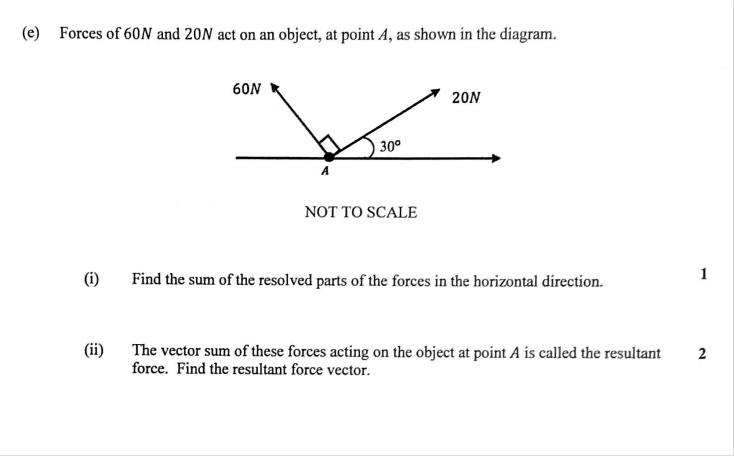 (e) Forces of 60N and 20N act on an object, at point A, as shown in the diagram.
60N
20N
30°
A
NOT TO SCALE
(i) Find the sum of the resolved parts of the forces in the horizontal direction. 1
(ii) The vector sum of these forces acting on the object at point A is called the resultant 2
force. Find the resultant force vector.